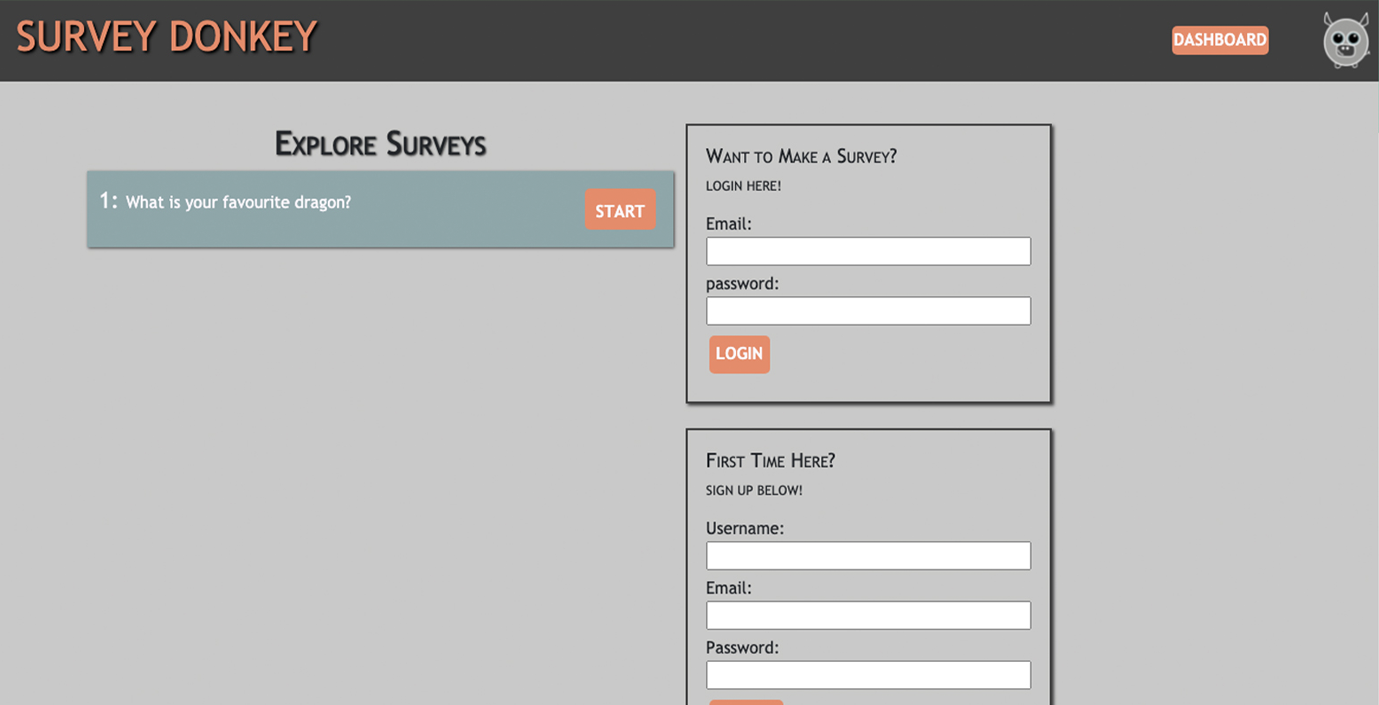 SURVEY DONKEY
DASHBOARD
Explore Surveys
1: What is your favourite dragon?
START
Want to Make a Survey?
LOGIN HERE!
Email:
password:
LOGIN
First Time Here?
SIGN UP BELOW!
Username:
Email:
Password: